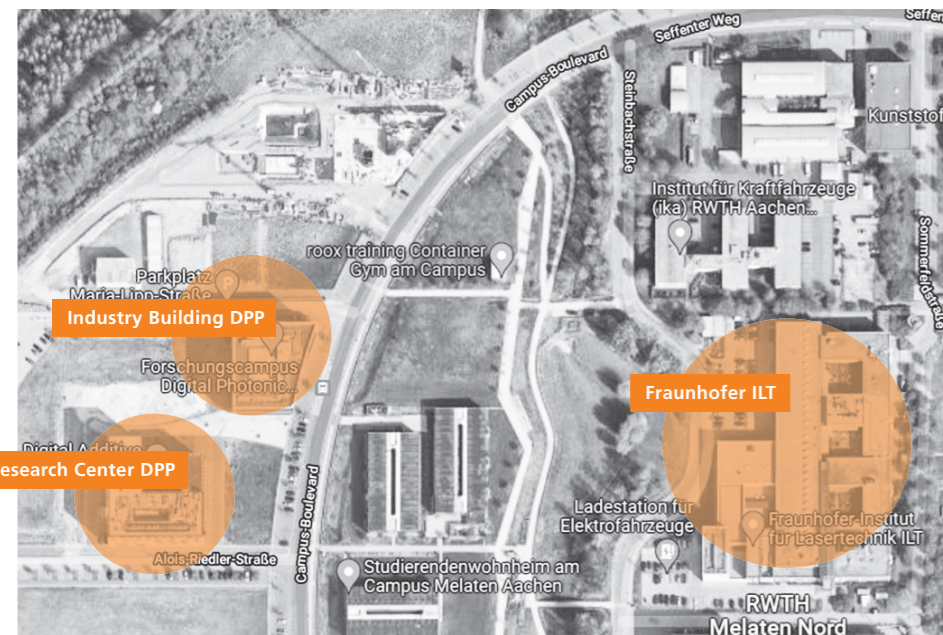 Seffenter Weg
Seffen
Campus-Boulevard
Steinbachstraße
Kunststof
Institut für Kraftfahrzeuge
(ika) RWTH Aachen...
Sommerfeldstraße
roox training Container
Gym am Campus
Parkplatz
Maria-Lipp-Straße
P
Industry Building DPP
Forschungscampus
Digital Photonic...
Fraunhofer ILT
Digital Additive
esearch Center DPP
Campus-Boulevard
Alois-Riedler-Straße
Ladestation für
Elektrofahrzeuge
Fraunhofer-Institut
für Lasertechnik ILT
Studierendenwohnheim am
Campus Melaten Aachen
RWTH
Melaten Nord